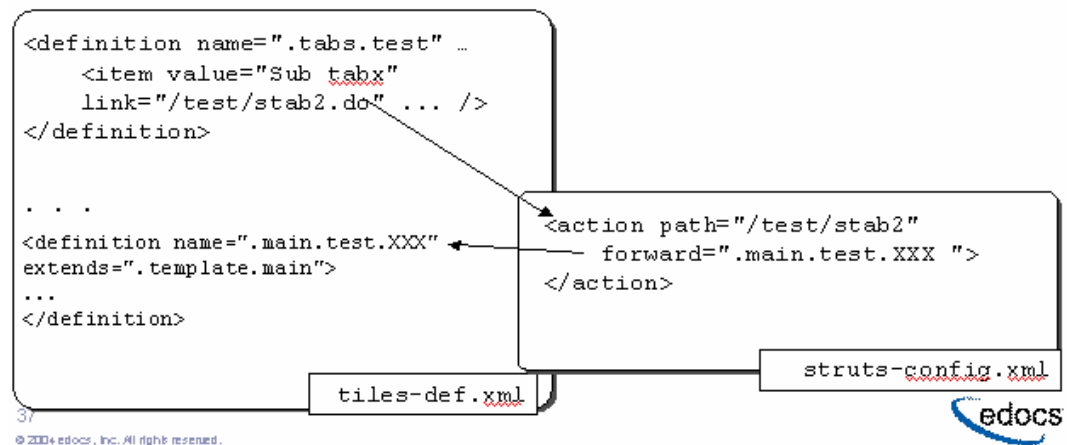 <definition name=".tabs.test" …
<item value="Sub tabx"
link="/test/stab2.do" ... />
</definition>
. . .
<definition name=".main.test.XXX"
extends=".template.main">
...
</definition>
tiles-def.xml
<action path="/test/stab2"
forward=".main.test.XXX ">
</action>
struts-config.xml
37
© 2004 edocs, Inc. All rights reserved.
edocs